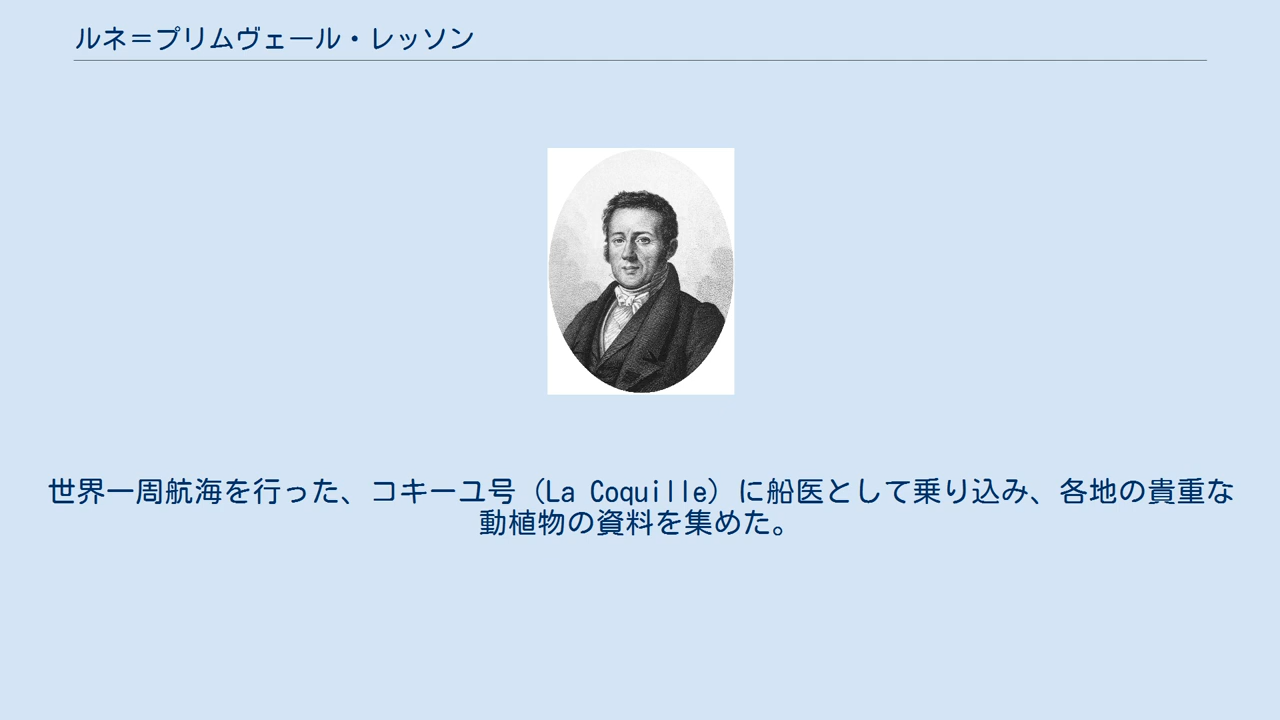 ルネ＝プリムヴェール・レッソン
世界一周航海を行った、コキーユ号（La Coquille）に船医として乗り込み、各地の貴重な
動植物の資料を集めた。